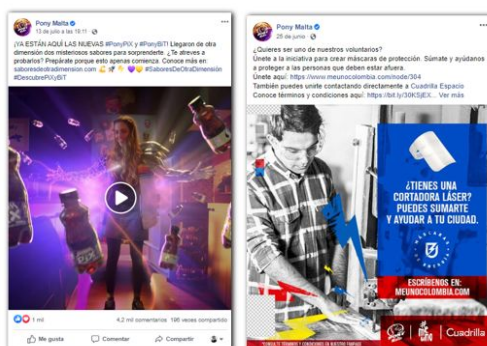 Pony Malta
13 de julio a las 19:11
¡YA ESTÁN AQUÍ LAS NUEVAS #PonyPiX y #PonyBiT! Llegaron de otra
dimensión dos misteriosos sabores para sorprenderte. ¿Te atreves a
probarlos? Prepárate porque esto apenas comienza. Conoce más en
saboresdeotradimension.com #SaboresDeOtraDimensión
#DescubrePiXyBiT
1 mil
4,2 mil comentarios 196 veces compartido
Me gusta
Comentar
Compartir
Pony Malta
25 de junio
¿Quieres ser uno de nuestros voluntarios?
Únete a la iniciativa para crear máscaras de protección. Súmate y ayúdanos
a proteger a las personas que deben estar afuera.
Únete aquí: https://www.meunocolombia.com/node/304
También puedes unirte contactando directamente a Cuadrilla Espacio
Conoce términos y condiciones aquí: https://bit.ly/30KSjEX... Ver más
¿TIENES UNA
CORTADORA LÁSER?
PUEDES SUMARTE
Y AYUDAR A TU CIUDAD.
ESCRÍBENOS EN:
MEUNOCOLOMBIA.COM
Cuadrilla